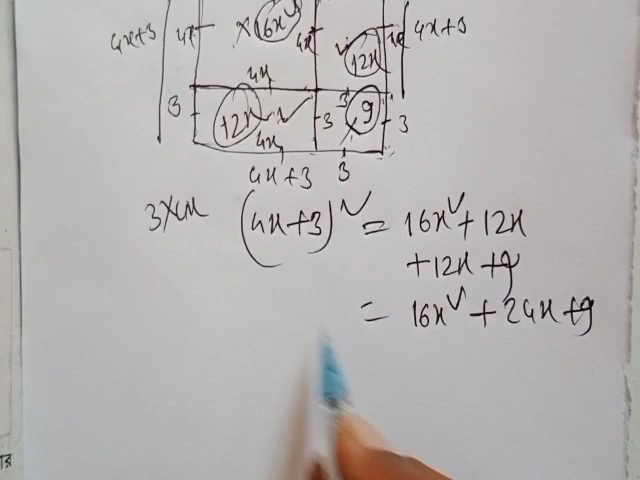 4x+3 4x ×16x² 4x 12x 4x 4x+3
4x
3 12x 3 3 9 3
4x
4x+3 3
3×4x (4x+3)² = 16x²+12x
+12x+9
= 16x²+24x+9